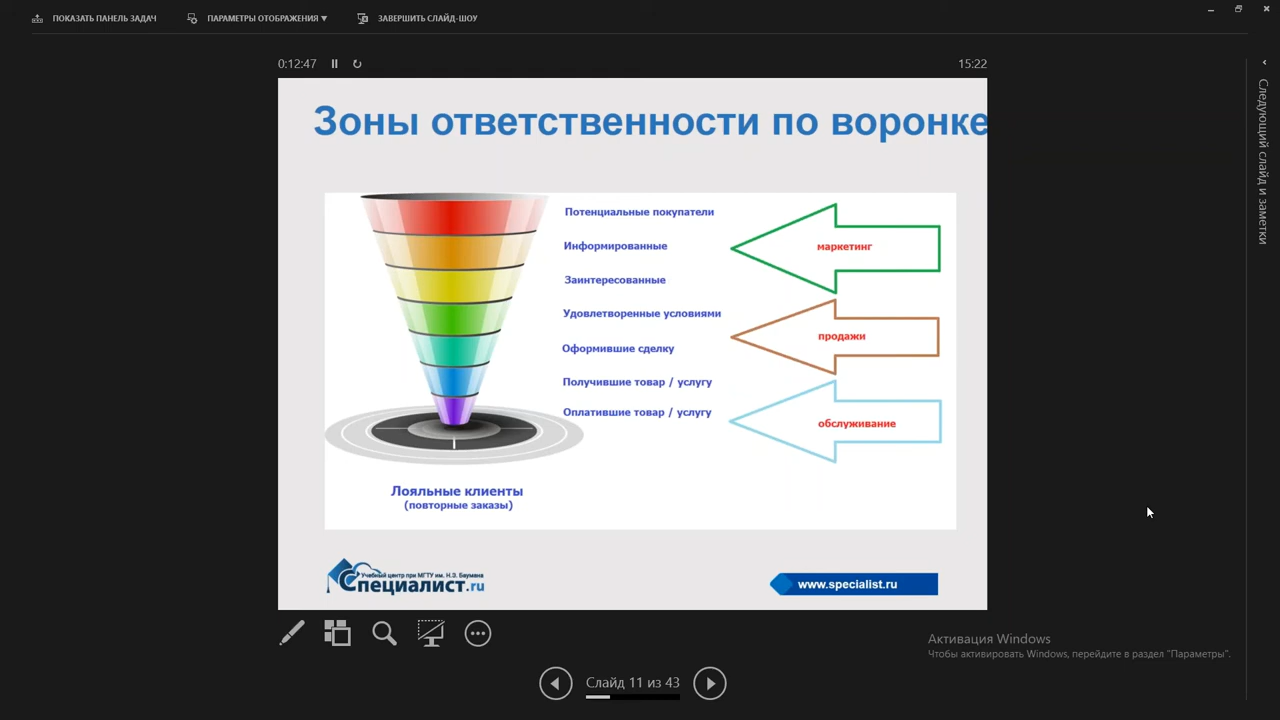 ПОКАЗАТЬ ПАНЕЛЬ ЗАДАЧ
ПАРАМЕТРЫ ОТОБРАЖЕНИЯ ▼
ЗАВЕРШИТЬ СЛАЙД-ШОУ
0:12:47
15:22
Следующий слайд и заметки
Зоны ответственности по воронке
Потенциальные покупатели
Информированные
маркетинг
Заинтересованные
Удовлетворенные условиями
продажи
Оформившие сделку
Получившие товар / услугу
Оплатившие товар / услугу
обслуживание
Лояльные клиенты
(повторные заказы)
Учебный центр при МГТУ им. Н.Э. Баумана
Специалист.ru
www.specialist.ru
Активация Windows
Чтобы активировать Windows, перейдите в раздел "Параметры".
Слайд 11 из 43